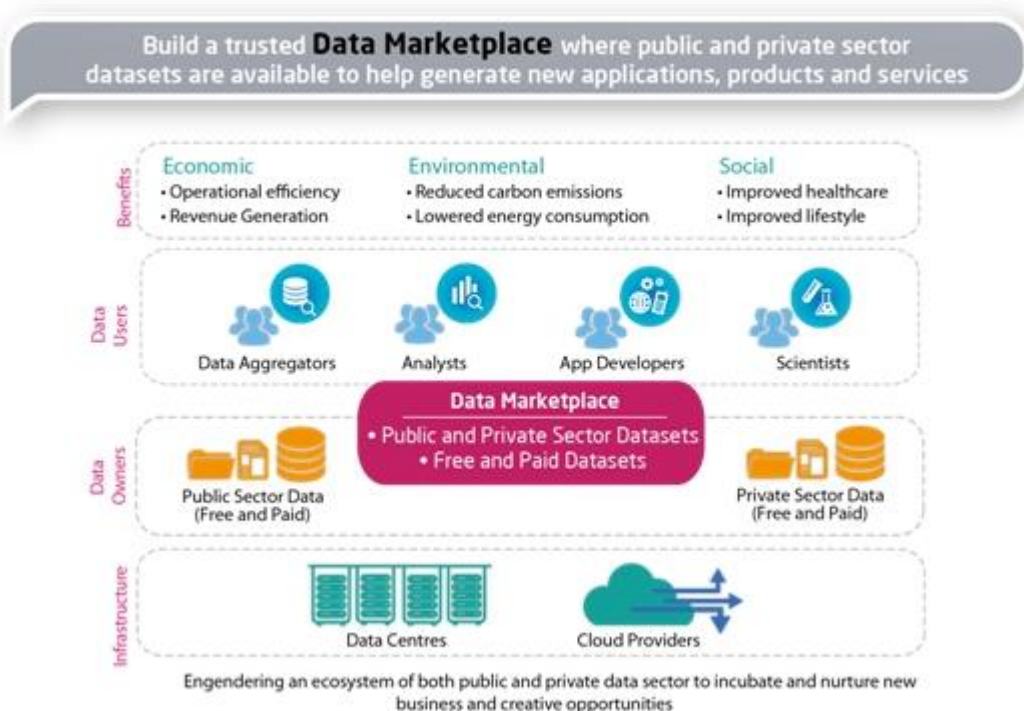 Build a trusted Data Marketplace where public and private sector
datasets are available to help generate new applications, products and services
Benefits
Economic
• Operational efficiency
• Revenue Generation
Environmental
• Reduced carbon emissions
• Lowered energy consumption
Social
• Improved healthcare
• Improved lifestyle
Data
Users
Data Aggregators
Analysts
App Developers
Scientists
Data Marketplace
• Public and Private Sector Datasets
• Free and Paid Datasets
Data
Owners
Public Sector Data
(Free and Paid)
Private Sector Data
(Free and Paid)
Infrastructure
Data Centres
Cloud Providers
Engendering an ecosystem of both public and private data sector to incubate and nurture new
business and creative opportunities